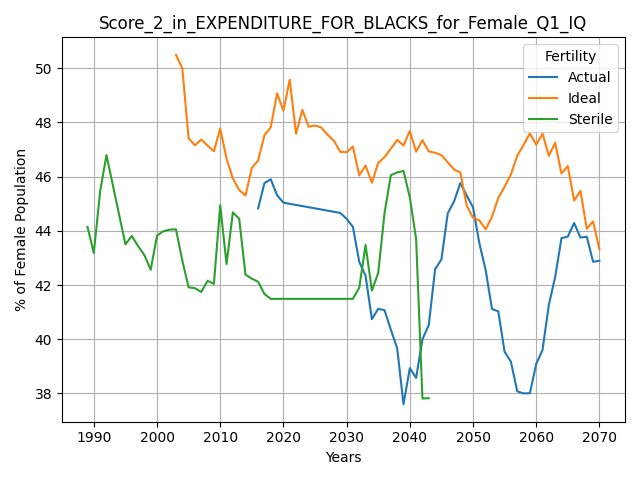 Score_2_in_EXPENDITURE_FOR_BLACKS_for_Female_Q1_IQ
Fertility
Actual
Ideal
Sterile
% of Female Population
50
48
46
44
42
40
38
1990
2000
2010
2020
2030
2040
2050
2060
2070
Years